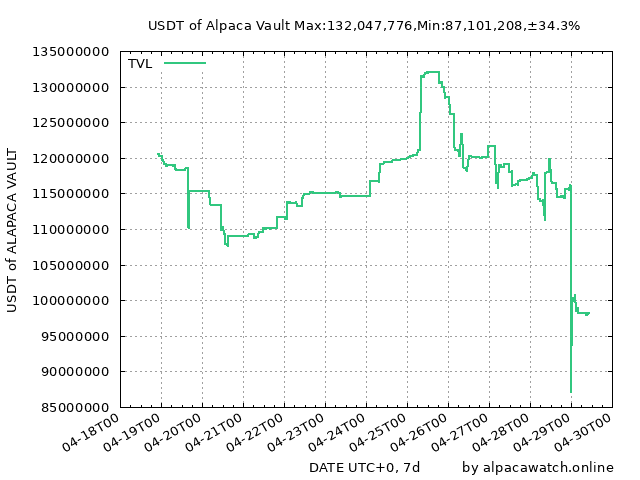 USDT of Alpaca Vault Max:132,047,776,Min:87,101,208,±34.3%
TVL
135000000
130000000
125000000
120000000
115000000
110000000
105000000
100000000
95000000
90000000
85000000
USDT of ALAPACA VAULT
04-18T00
04-19T00
04-20T00
04-21T00
04-22T00
04-23T00
04-24T00
04-25T00
04-26T00
04-27T00
04-28T00
04-29T00
04-30T00
DATE UTC+0, 7d
by alpacawatch.online